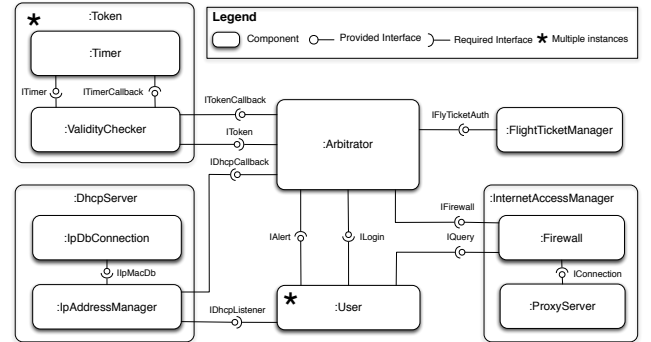 :Token
Legend
Component
Provided Interface
Required Interface
Multiple instances
:Timer
ITimer
ITimerCallback
:ValidityChecker
ITokenCallback
IToken
IDhcpCallback
:Arbitrator
IFlyTicketAuth
:FlightTicketManager
:DhcpServer
:IpDbConnection
IIpMacDb
:IpAddressManager
IAlert
ILogin
IDhcpListener
:User
IFirewall
IQuery
:InternetAccessManager
:Firewall
IConnection
:ProxyServer